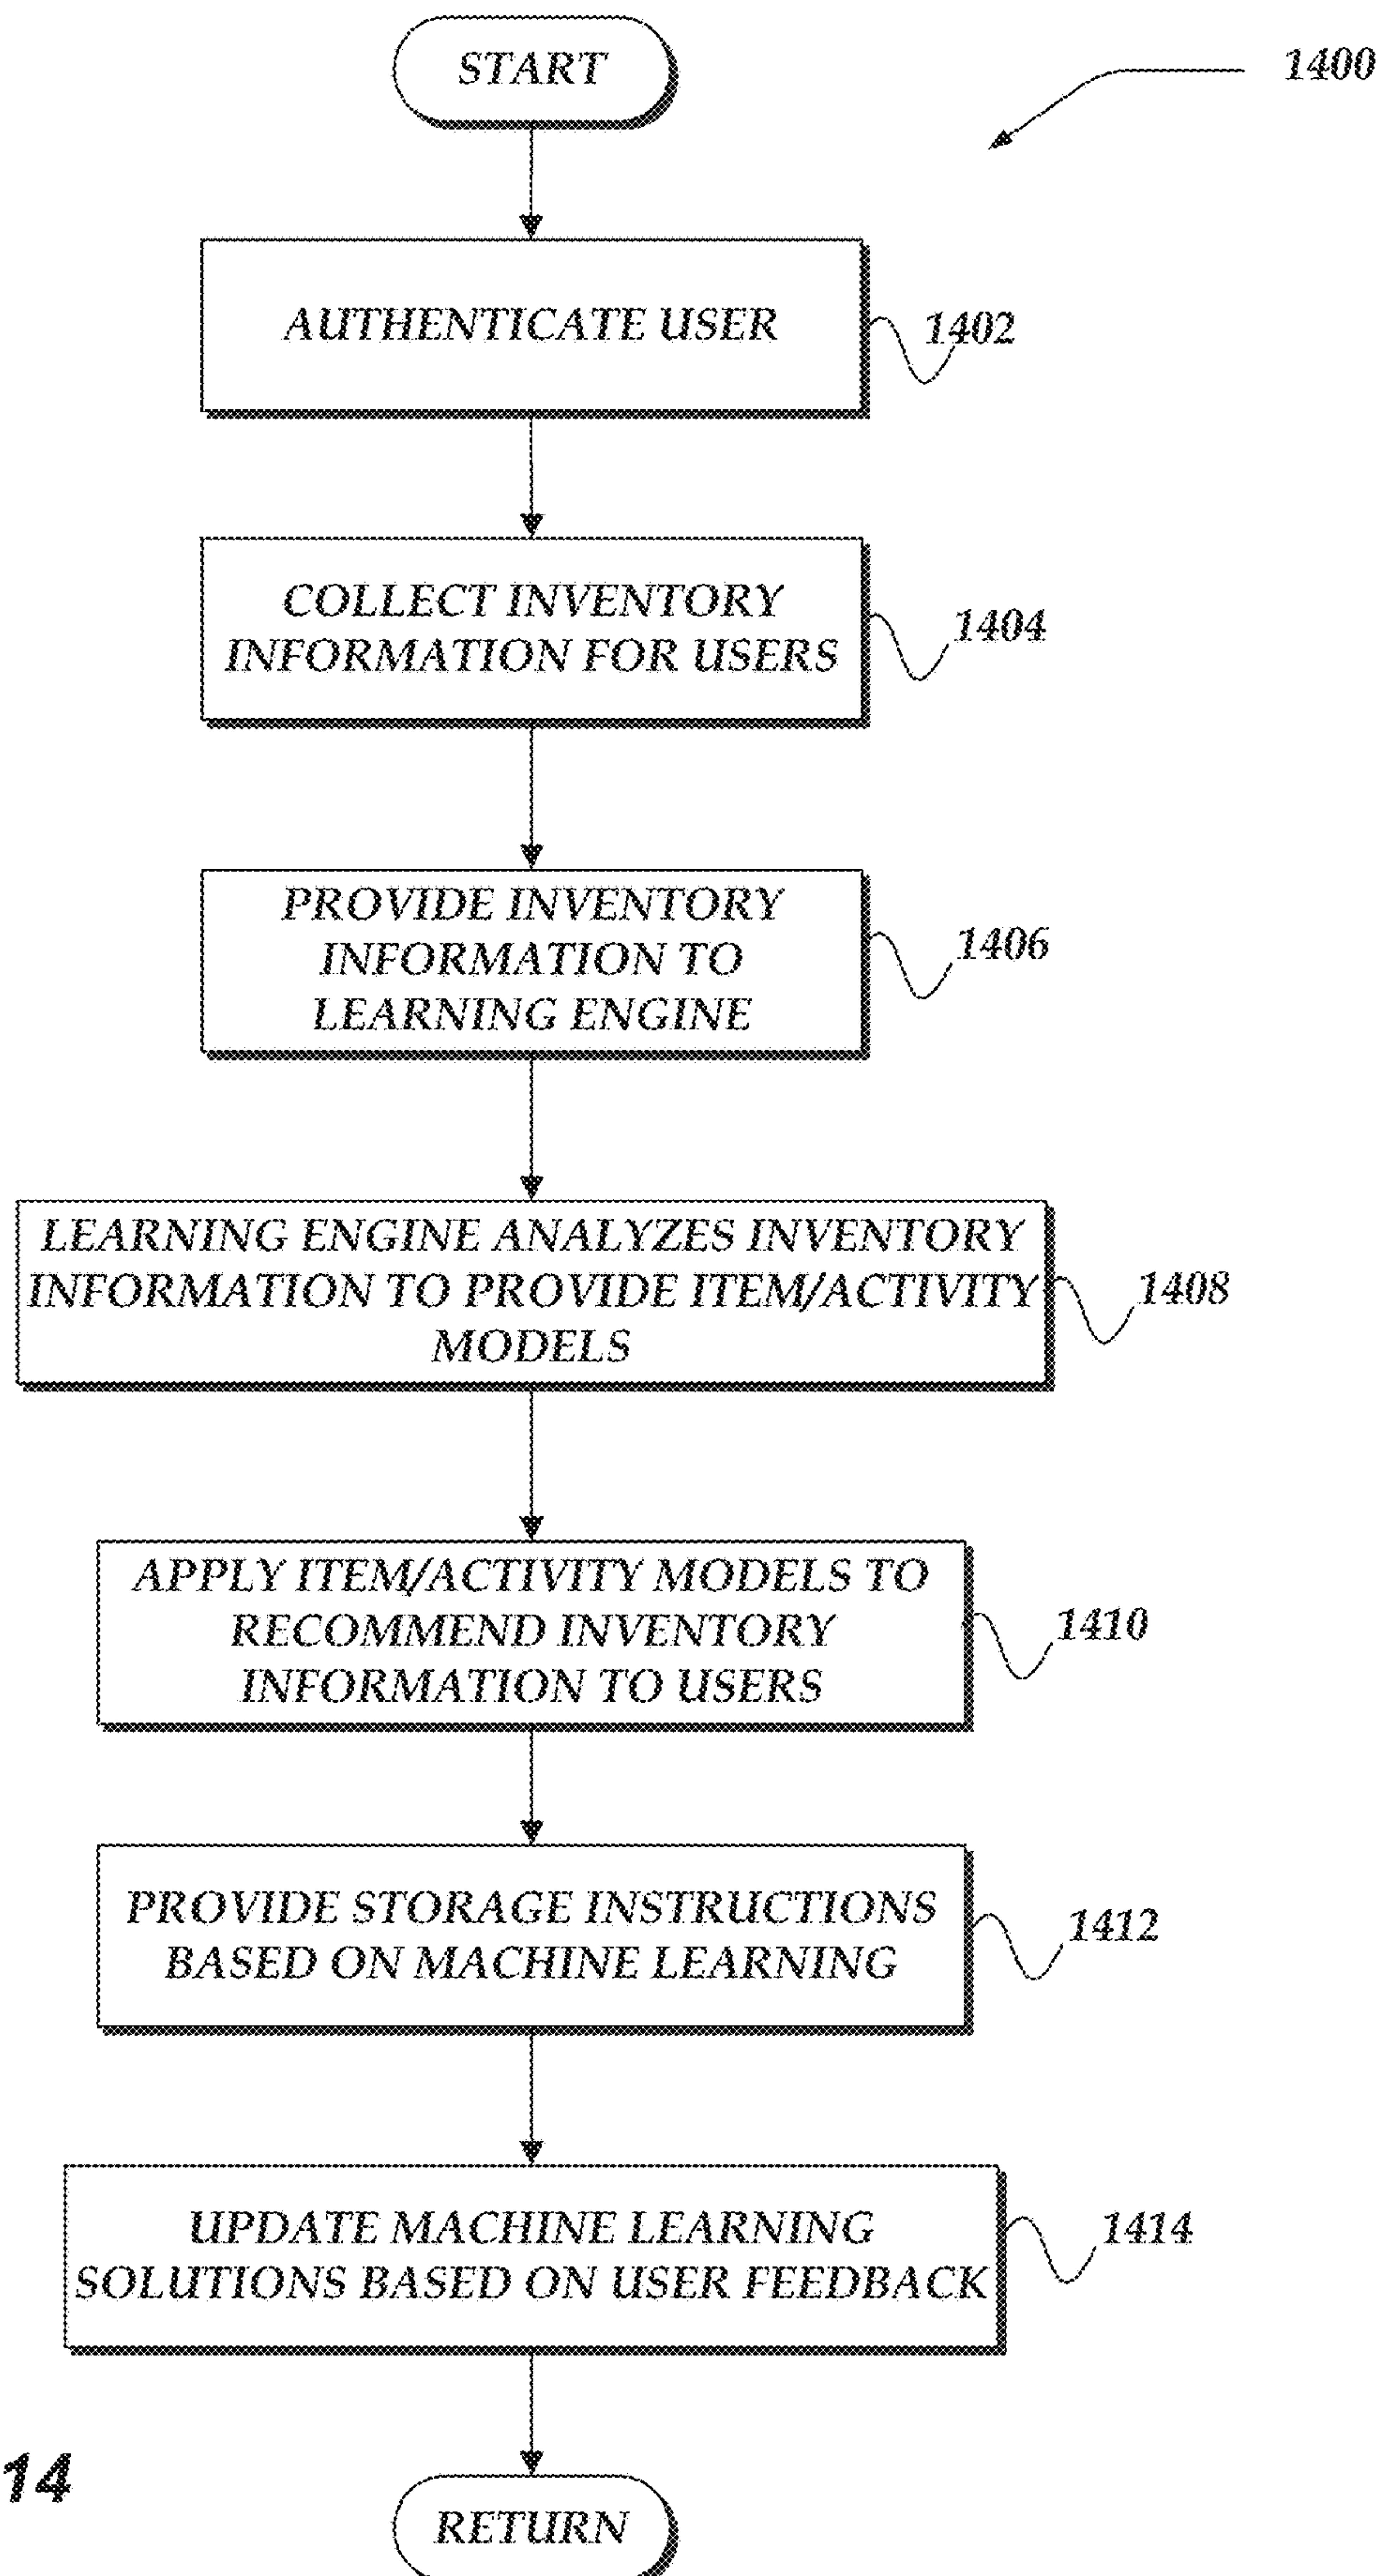 START
1400
AUTHENTICATE USER
1402
COLLECT INVENTORY
INFORMATION FOR USERS
1404
PROVIDE INVENTORY
INFORMATION TO
LEARNING ENGINE
1406
LEARNING ENGINE ANALYZES INVENTORY
INFORMATION TO PROVIDE ITEM/ACTIVITY
MODELS
1408
APPLY ITEM/ACTIVITY MODELS TO
RECOMMEND INVENTORY
INFORMATION TO USERS
1410
PROVIDE STORAGE INSTRUCTIONS
BASED ON MACHINE LEARNING
1412
UPDATE MACHINE LEARNING
SOLUTIONS BASED ON USER FEEDBACK
1414
14
RETURN